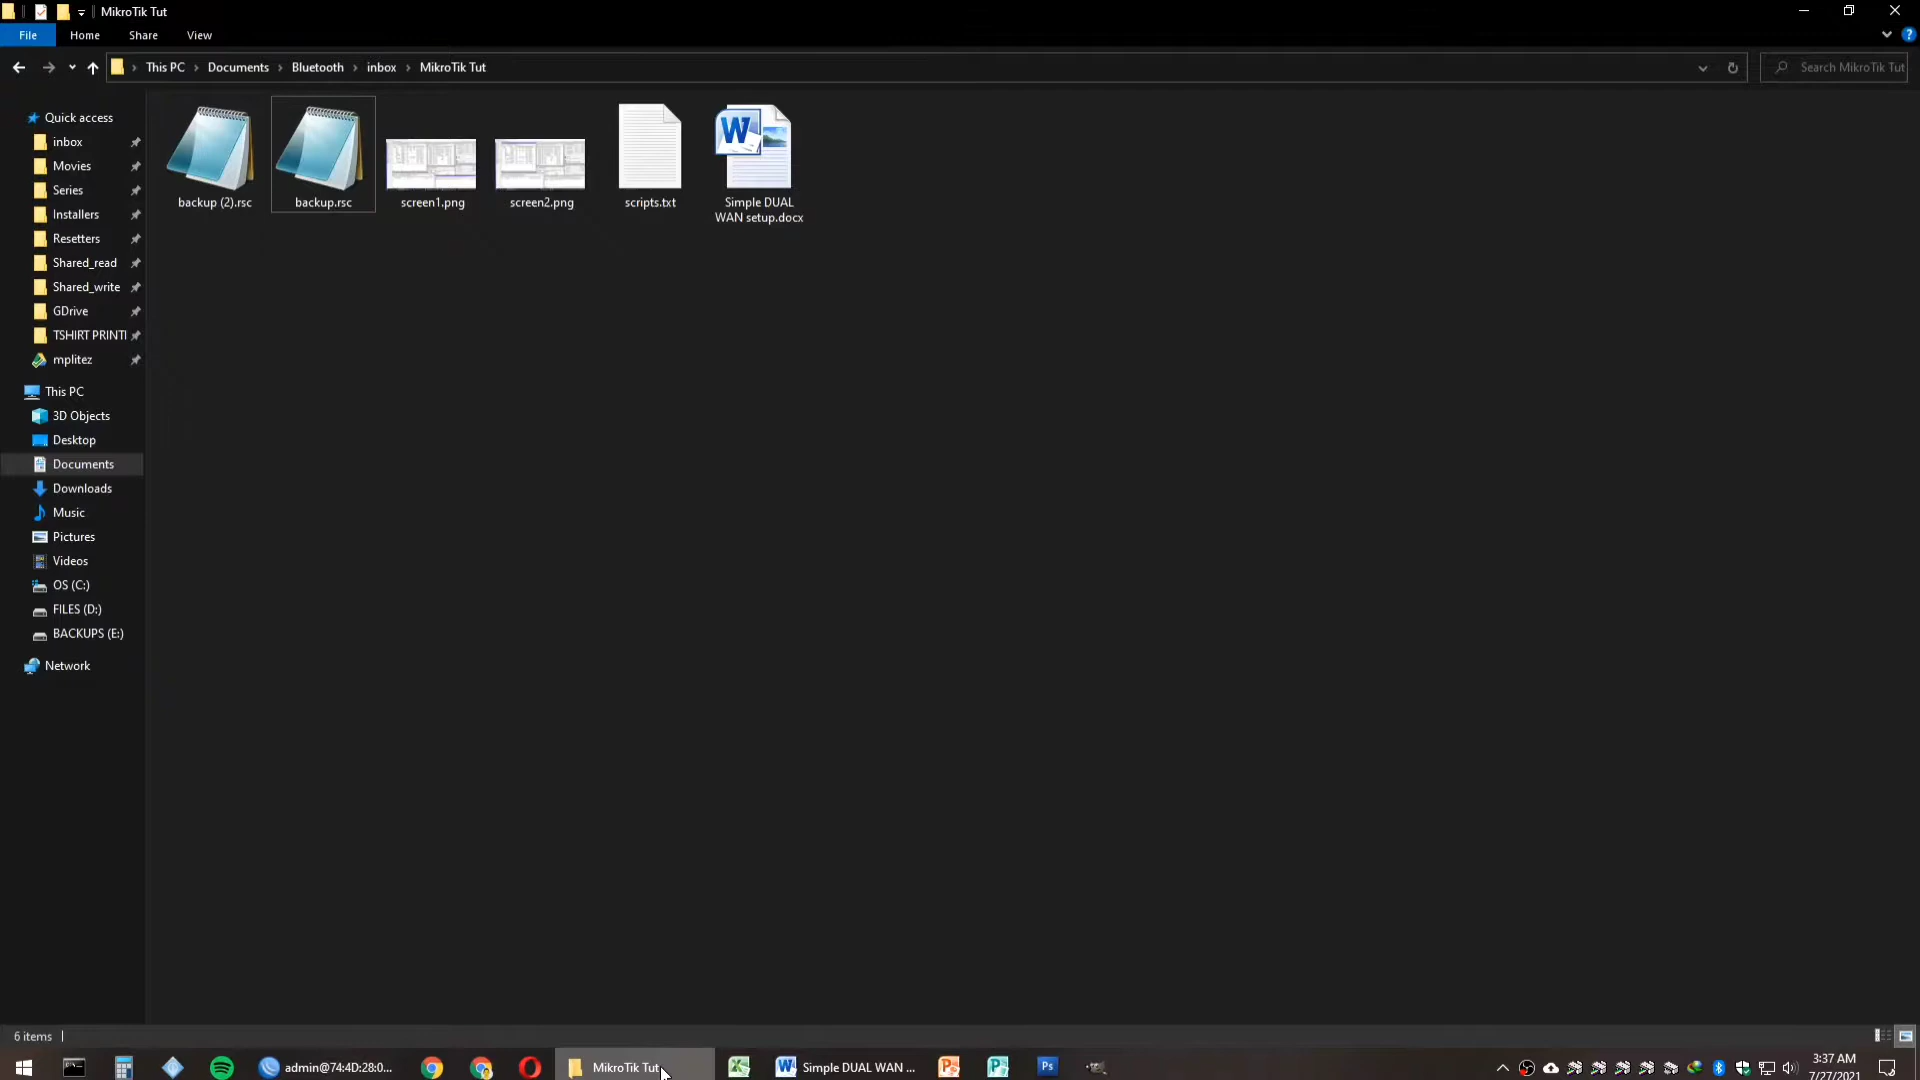 MikroTik Tut
File Home Share View
This PC Documents Bluetooth inbox MikroTik Tut
Search MikroTik Tut
Quick access
inbox
Movies
Series
Installers
Resetters
Shared_read
Shared_write
GDrive
TSHIRT PRINTI
mplitez
This PC
3D Objects
Desktop
Documents
Downloads
Music
Pictures
Videos
OS (C:)
FILES (D:)
BACKUPS (E:)
Network
backup (2).rsc
backup.rsc
screen1.png
screen2.png
scripts.txt
Simple DUAL
WAN setup.docx
6 items
admin@74:4D:28:0...
MikroTik Tut
Simple DUAL WAN ...
3:37 AM
7/27/2021